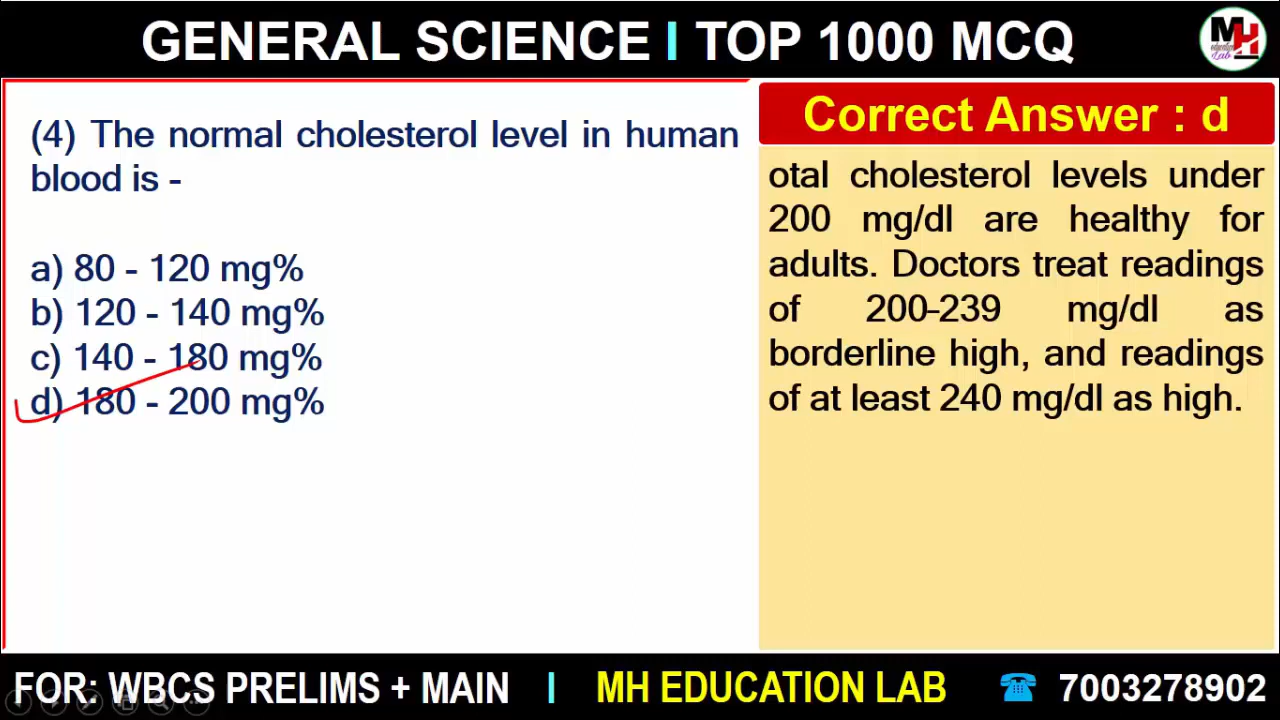 GENERAL SCIENCE I TOP 1000 MCQ
MH
education
Lab
(4) The normal cholesterol level in human
blood is -
a) 80 - 120 mg%
b) 120 - 140 mg%
c) 140 - 180 mg%
d) 180 - 200 mg%
Correct Answer : d
otal cholesterol levels under
200 mg/dl are healthy for
adults. Doctors treat readings
of 200–239 mg/dl as
borderline high, and readings
of at least 240 mg/dl as high.
FOR: WBCS PRELIMS + MAIN I MH EDUCATION LAB ☎ 7003278902